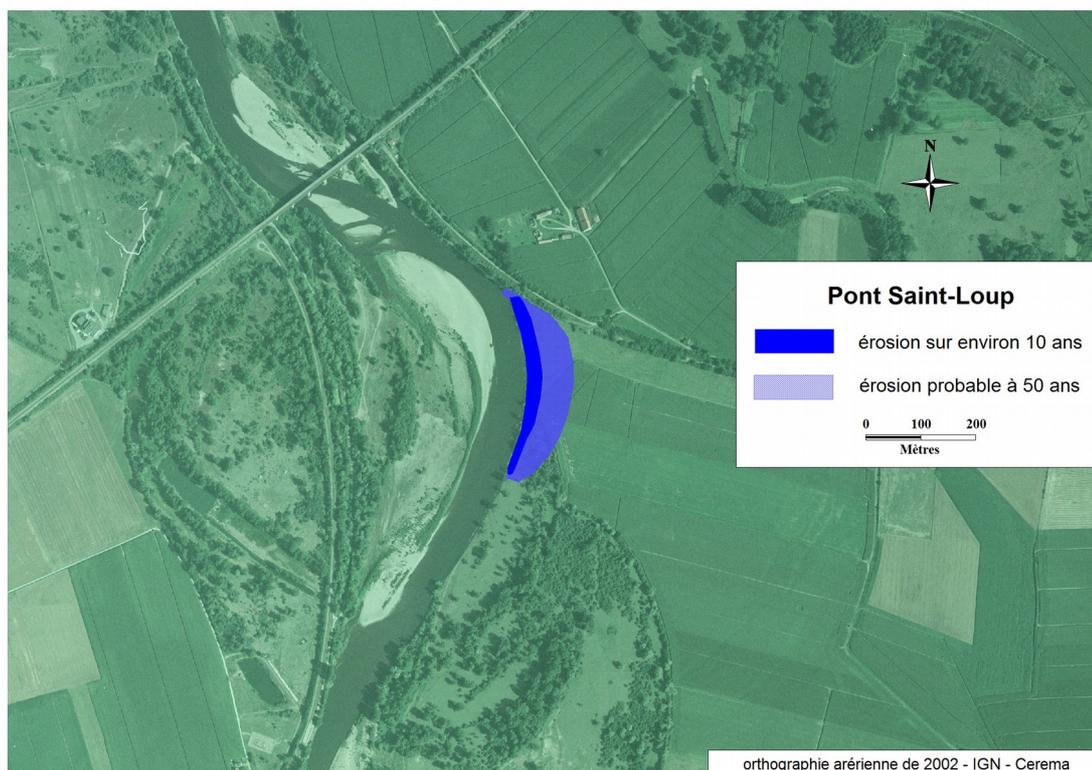 N
Pont Saint-Loup
érosion sur environ 10 ans
érosion probable à 50 ans
0 100 200
Mètres
orthographie arérienne de 2002 - IGN - Cerema